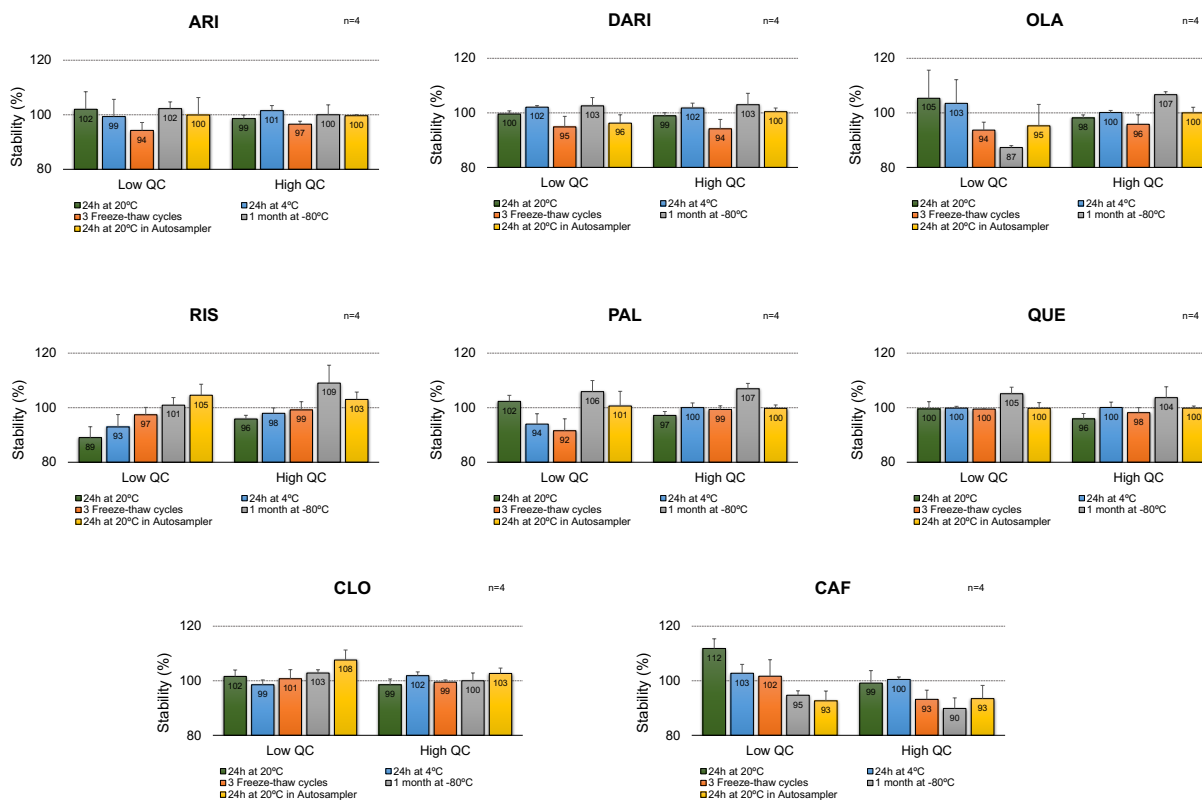 ARI
n=4
Stability (%)
120
100
80
102
99
94
102
100
99
101
97
100
100
Low QC
High QC
24h at 20ºC
24h at 4ºC
3 Freeze-thaw cycles
1 month at -80ºC
24h at 20ºC in Autosampler
DARI
n=4
Stability (%)
120
100
80
100
102
95
103
96
99
102
94
103
100
Low QC
High QC
24h at 20ºC
24h at 4ºC
3 Freeze-thaw cycles
1 month at -80ºC
24h at 20ºC in Autosampler
OLA
n=4
Stability (%)
120
100
80
105
103
94
87
95
98
100
96
107
100
Low QC
High QC
24h at 20ºC
24h at 4ºC
3 Freeze-thaw cycles
1 month at -80ºC
24h at 20ºC in Autosampler
RIS
n=4
Stability (%)
120
100
80
89
93
97
101
105
96
98
99
109
103
Low QC
High QC
24h at 20ºC
24h at 4ºC
3 Freeze-thaw cycles
1 month at -80ºC
24h at 20ºC in Autosampler
PAL
n=4
Stability (%)
120
100
80
102
94
92
106
101
97
100
99
107
100
Low QC
High QC
24h at 20ºC
24h at 4ºC
3 Freeze-thaw cycles
1 month at -80ºC
24h at 20ºC in Autosampler
QUE
n=4
Stability (%)
120
100
80
100
100
100
105
100
96
100
98
104
100
Low QC
High QC
24h at 20ºC
24h at 4ºC
3 Freeze-thaw cycles
1 month at -80ºC
24h at 20ºC in Autosampler
CLO
n=4
Stability (%)
120
100
80
102
99
101
103
108
99
102
99
100
103
Low QC
High QC
24h at 20ºC
24h at 4ºC
3 Freeze-thaw cycles
1 month at -80ºC
24h at 20ºC in Autosampler
CAF
n=4
Stability (%)
120
100
80
112
103
102
95
93
99
100
93
90
93
Low QC
High QC
24h at 20ºC
24h at 4ºC
3 Freeze-thaw cycles
1 month at -80ºC
24h at 20ºC in Autosampler